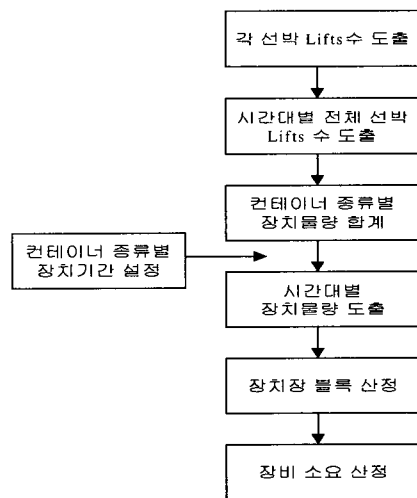 각 선박 Lifts수 도출
시간대별 전체 선박
Lifts 수 도출
컨테이너 종류별
장치물량 합계
컨테이너 종류별
장치기간 설정
시간대별
장치물량 도출
장치장 블록 산정
장비 소요 산정